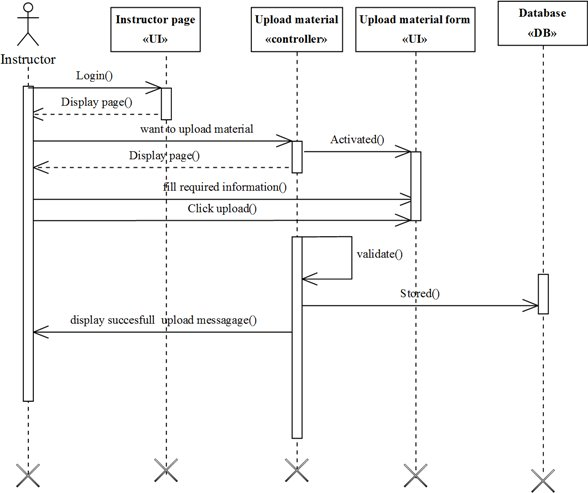 Instructor page
«UI»
Upload material
«controller»
Upload material form
«UI»
Database
«DB»
Instructor
Login()
Display page()
want to upload material
Activated()
Display page()
fill required information()
Click upload()
validate()
Stored()
display succesfull upload messagage()